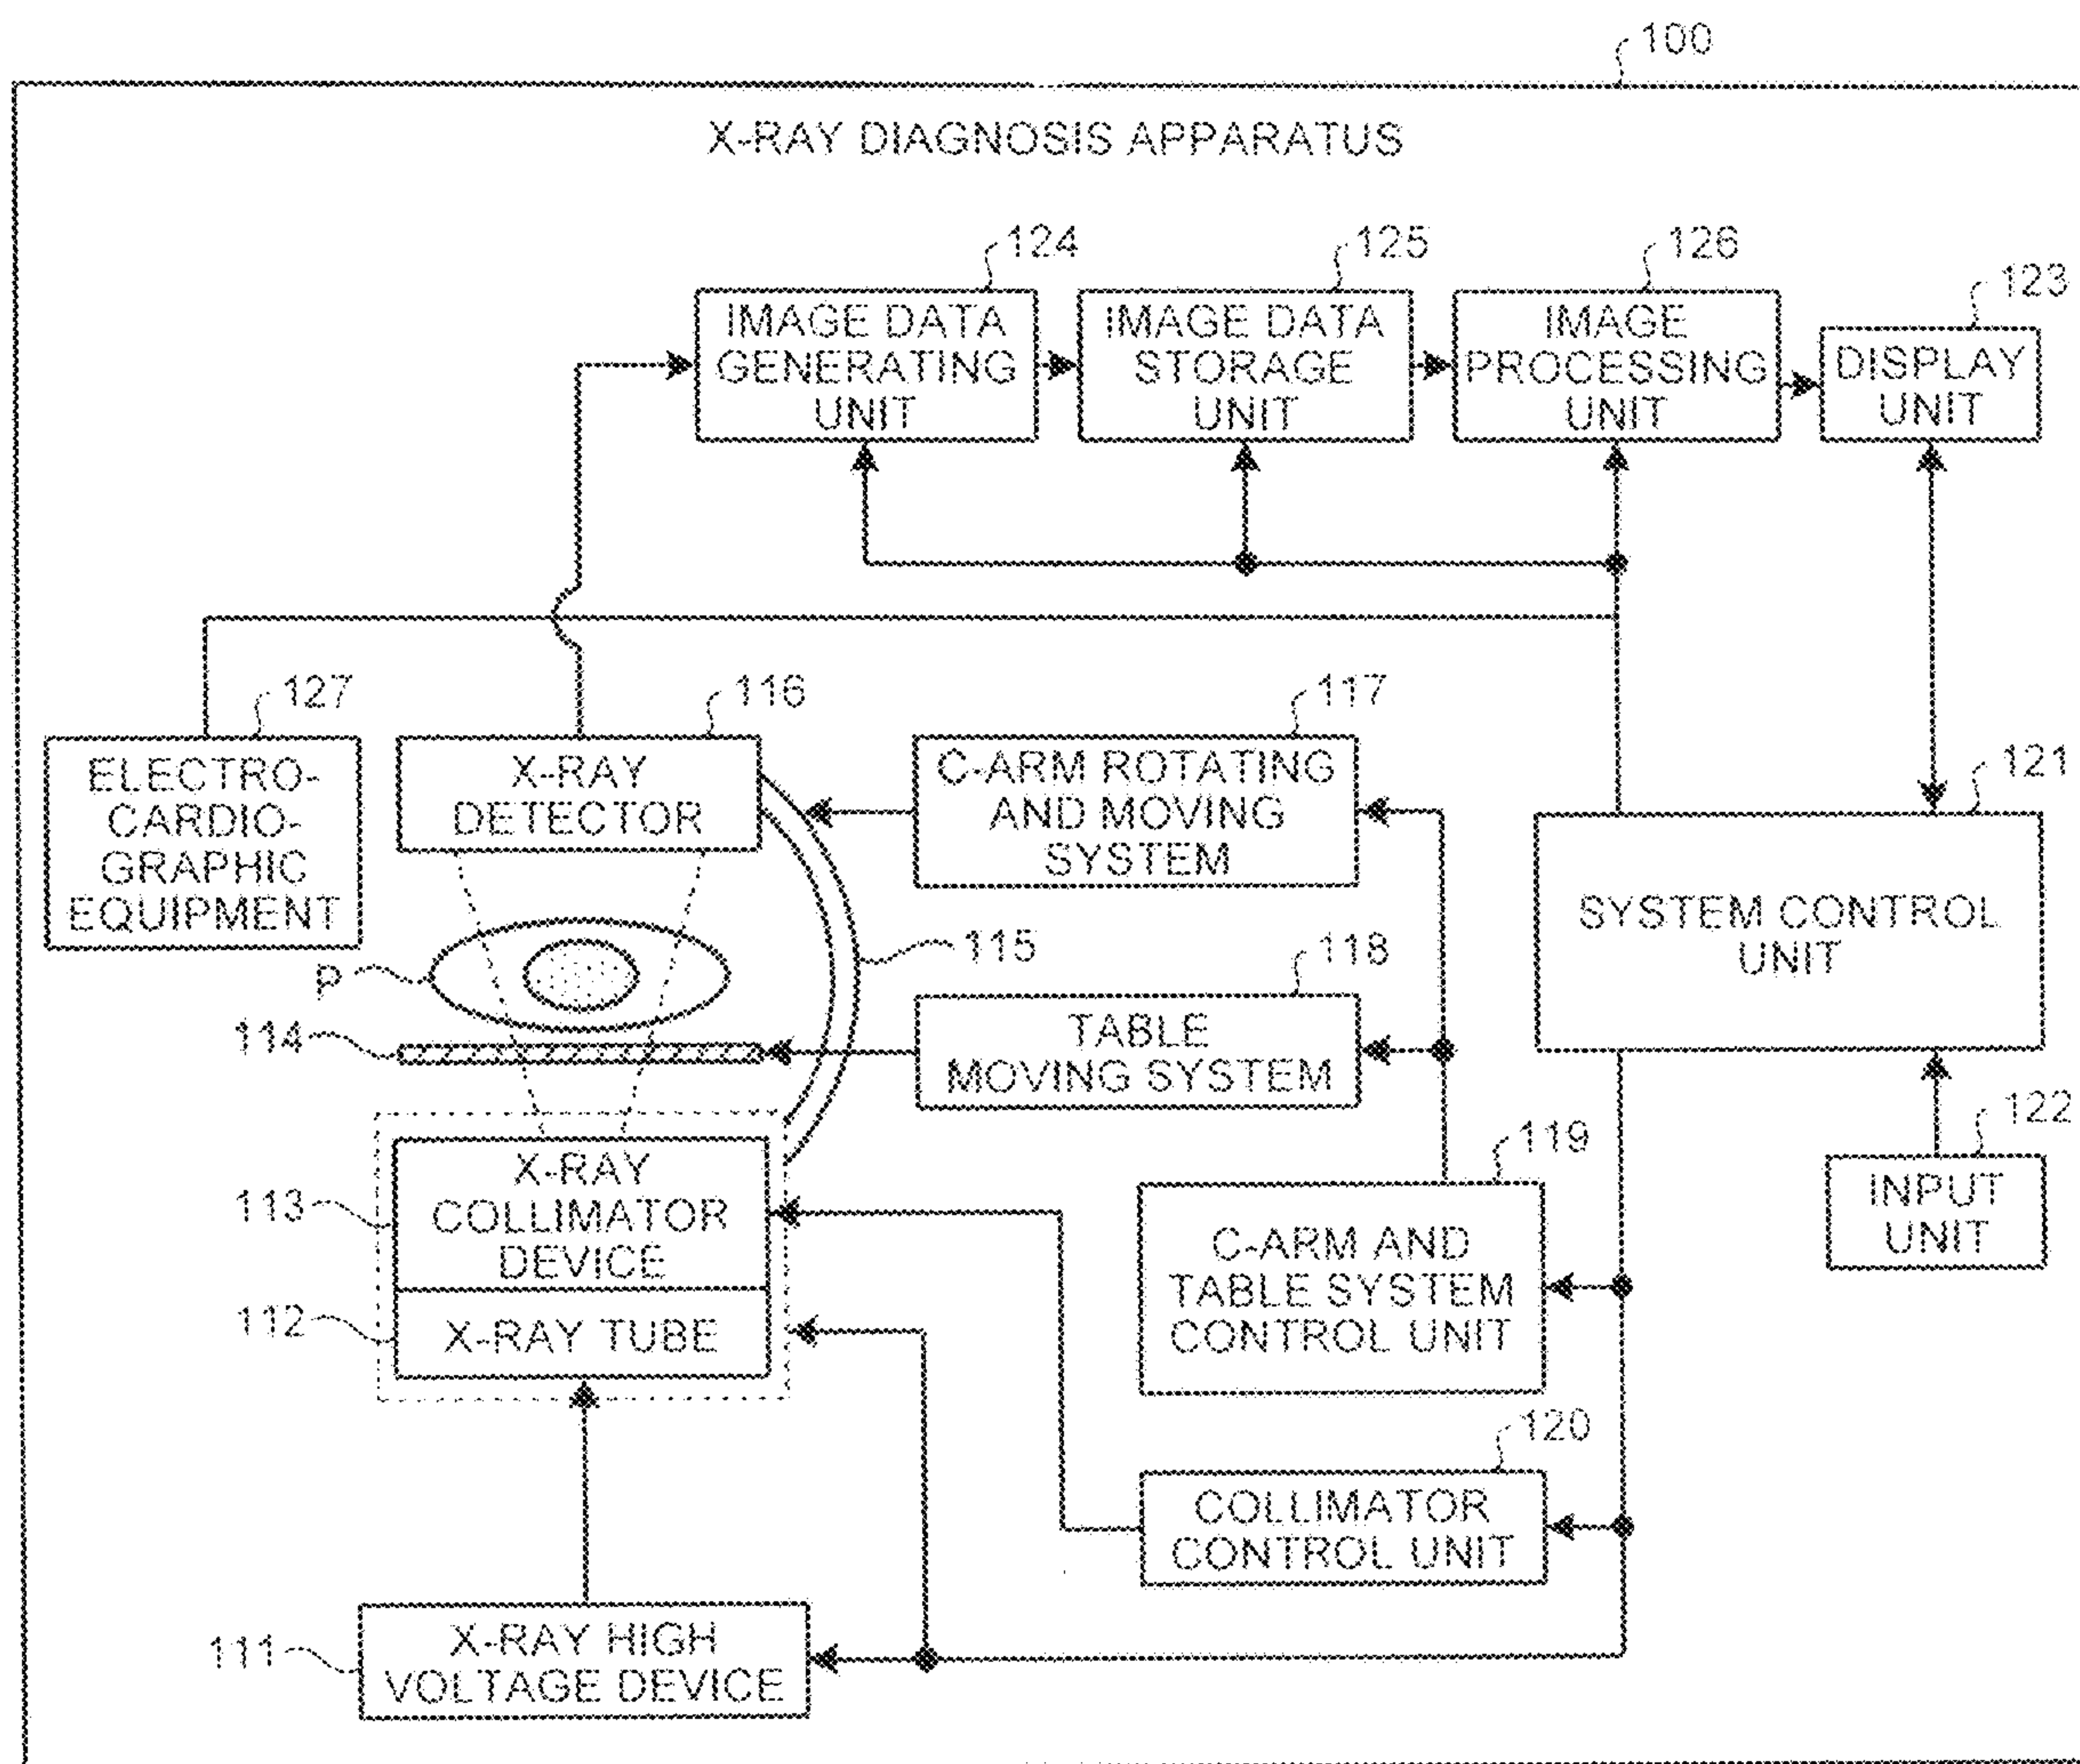 100
X-RAY DIAGNOSIS APPARATUS
124
125
126
123
IMAGE DATA
GENERATING
UNIT
IMAGE DATA
STORAGE
UNIT
IMAGE
PROCESSING
UNIT
DISPLAY
UNIT
127
116
117
121
ELECTRO-
CARDIO-
GRAPHIC
EQUIPMENT
X-RAY
DETECTOR
C-ARM ROTATING
AND MOVING
SYSTEM
SYSTEM CONTROL
UNIT
P
115
118
114
TABLE
MOVING SYSTEM
122
INPUT
UNIT
119
113
X-RAY
COLLIMATOR
DEVICE
C-ARM AND
TABLE SYSTEM
CONTROL UNIT
112
X-RAY TUBE
120
COLLIMATOR
CONTROL UNIT
111
X-RAY HIGH
VOLTAGE DEVICE